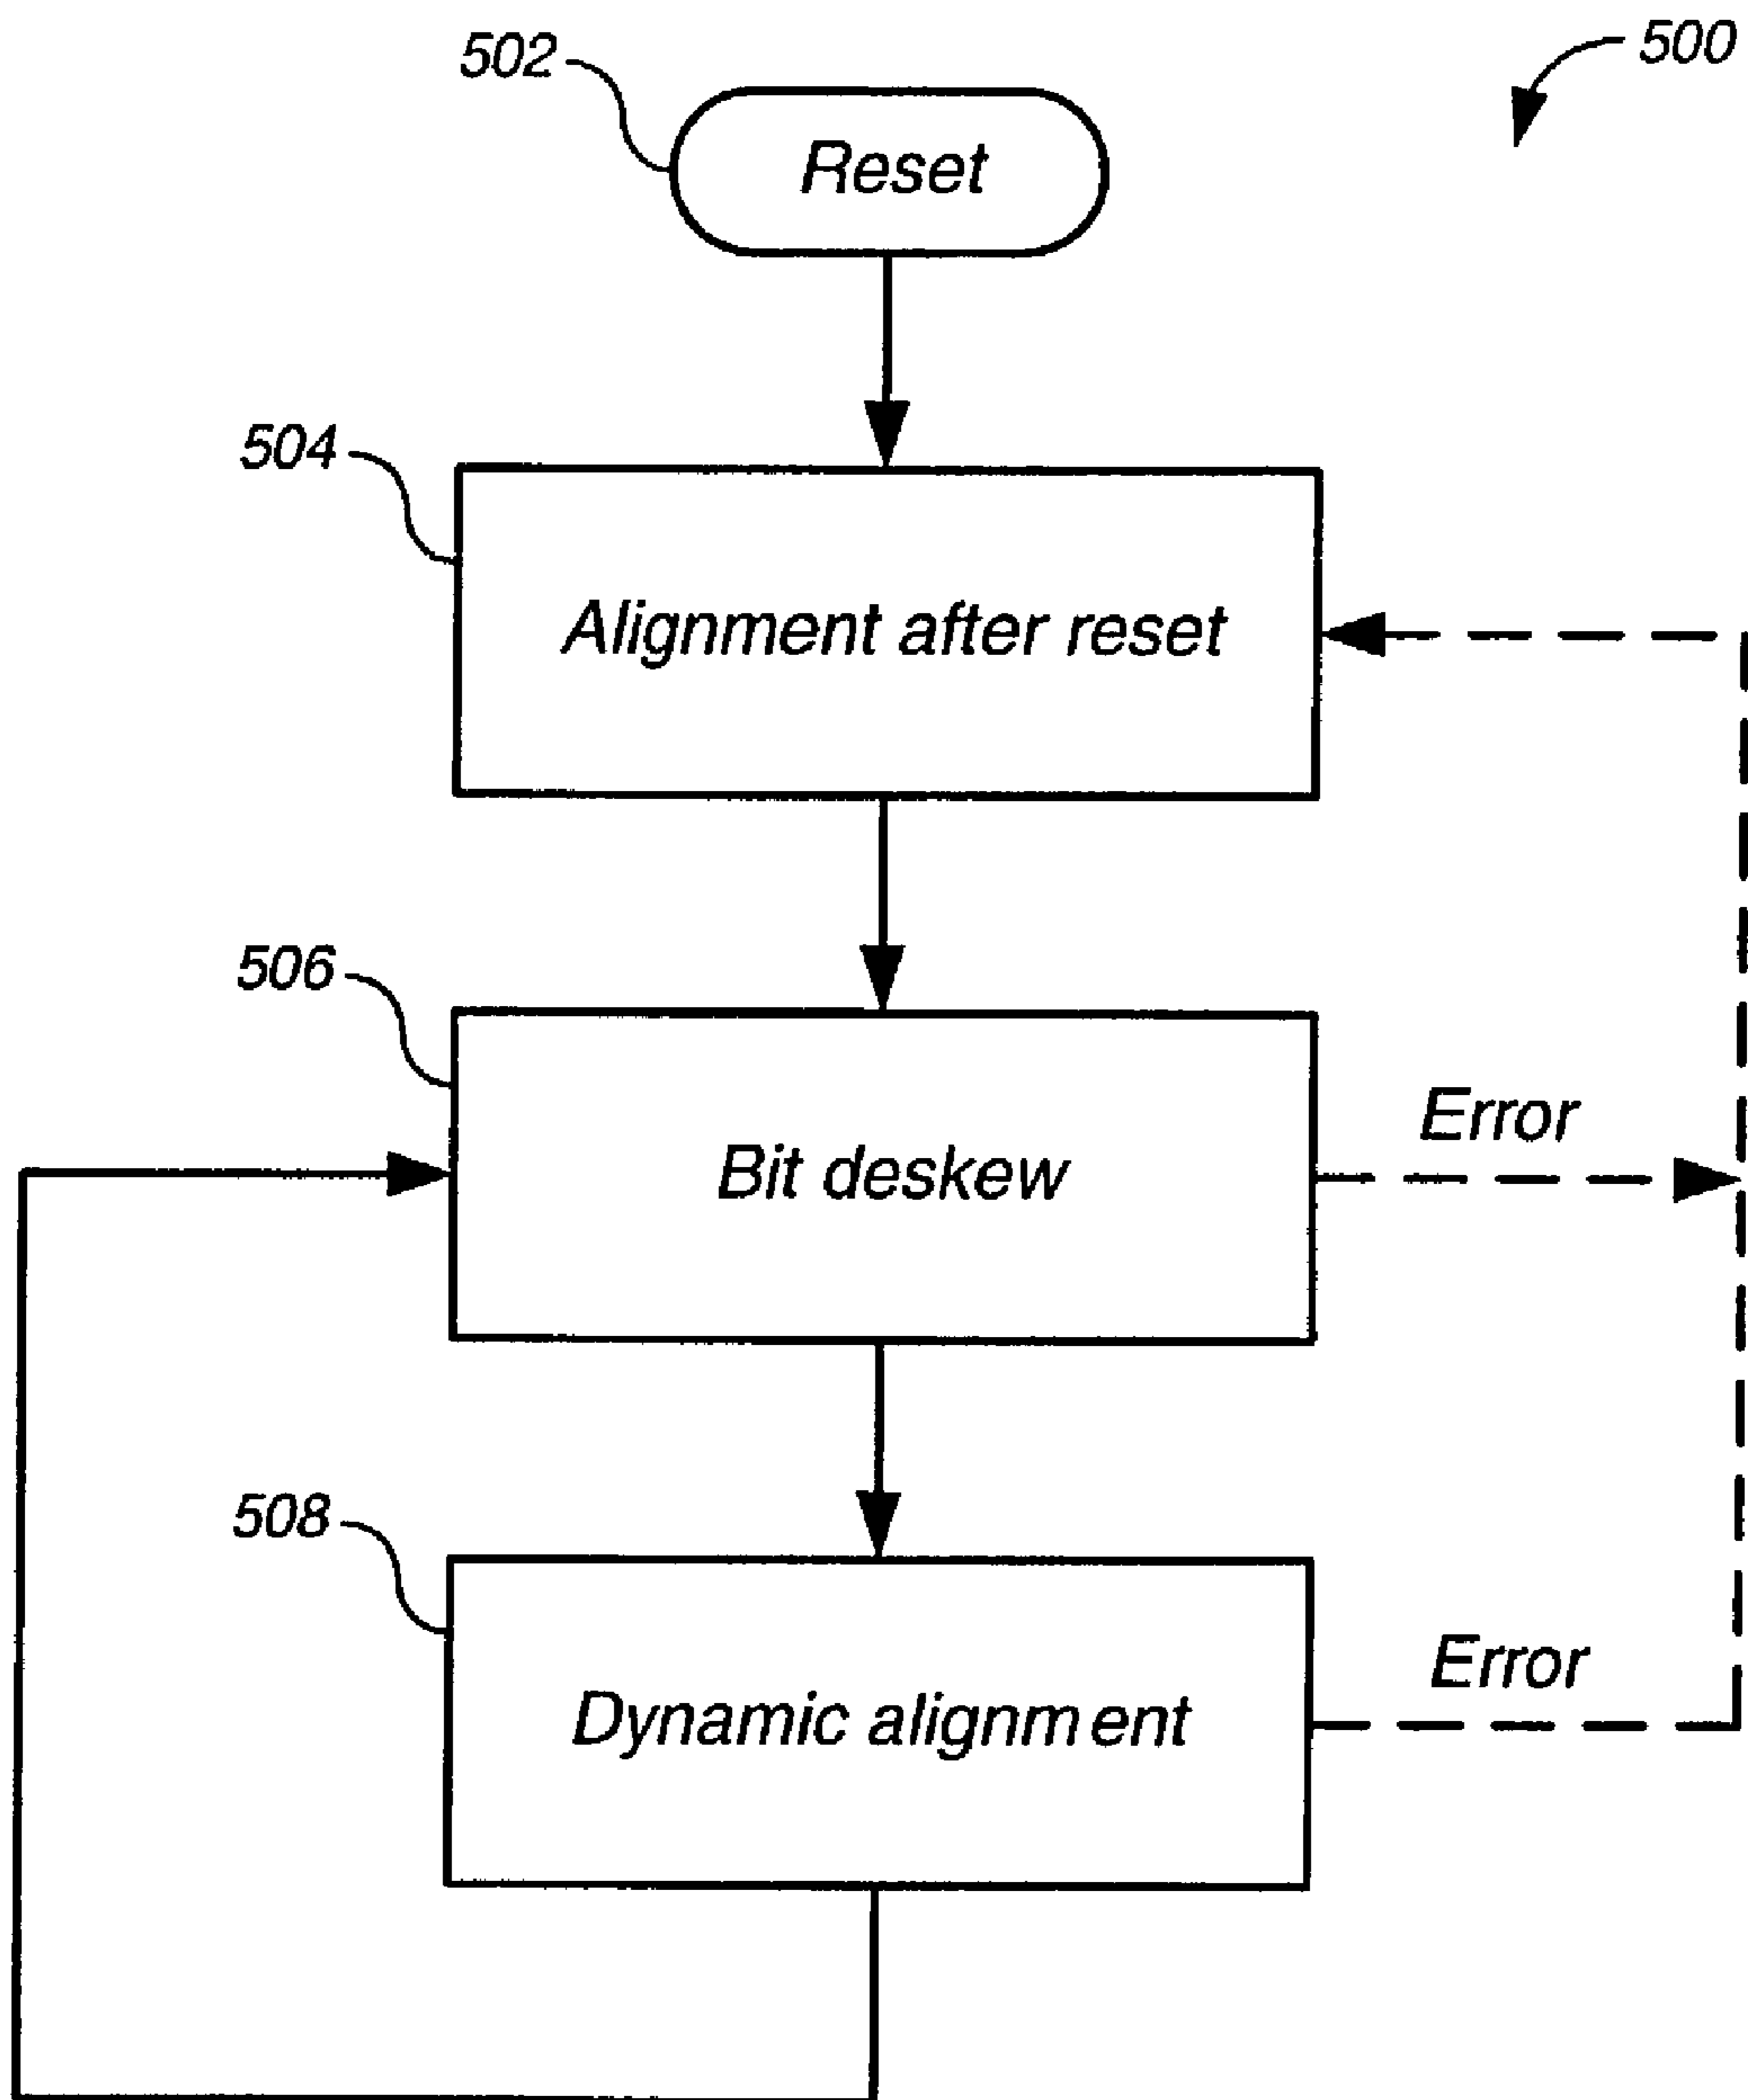 502
500
Reset
504
Alignment after reset
506
Error
Bit deskew
508
Error
Dynamic alignment